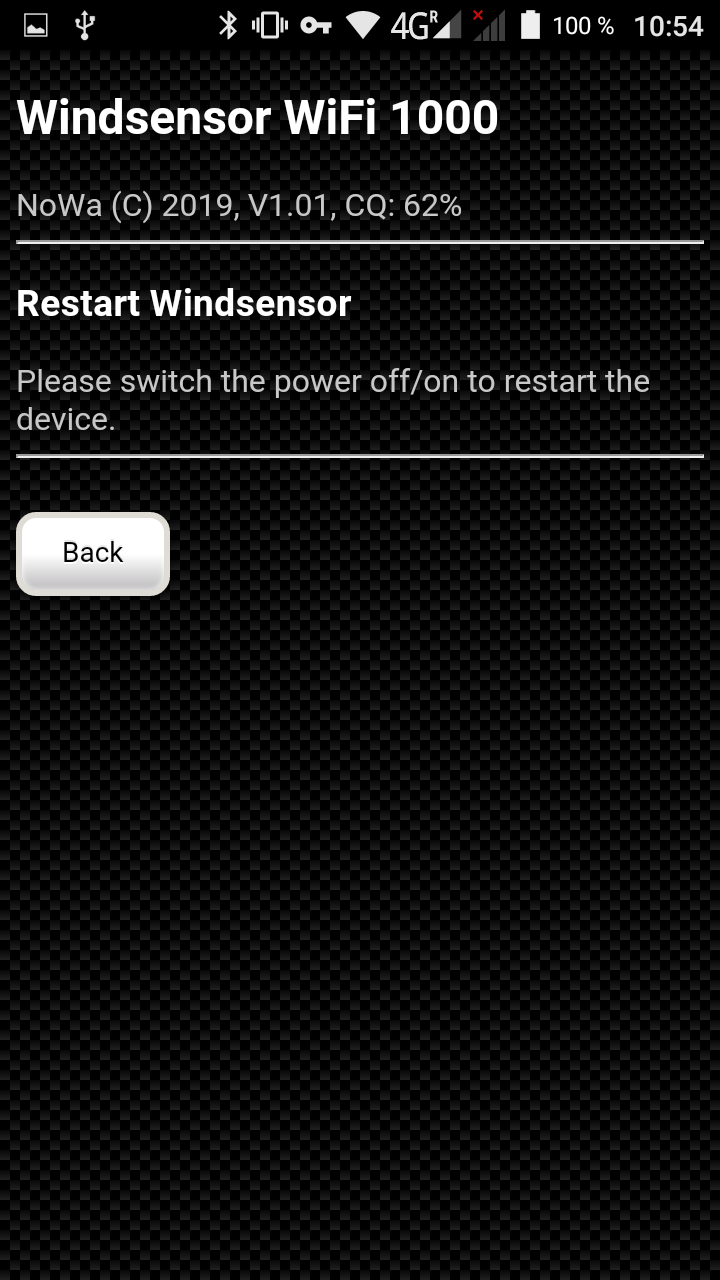 4G R 100 % 10:54
Windsensor WiFi 1000
NoWa (C) 2019, V1.01, CQ: 62%
Restart Windsensor
Please switch the power off/on to restart the
device.
Back